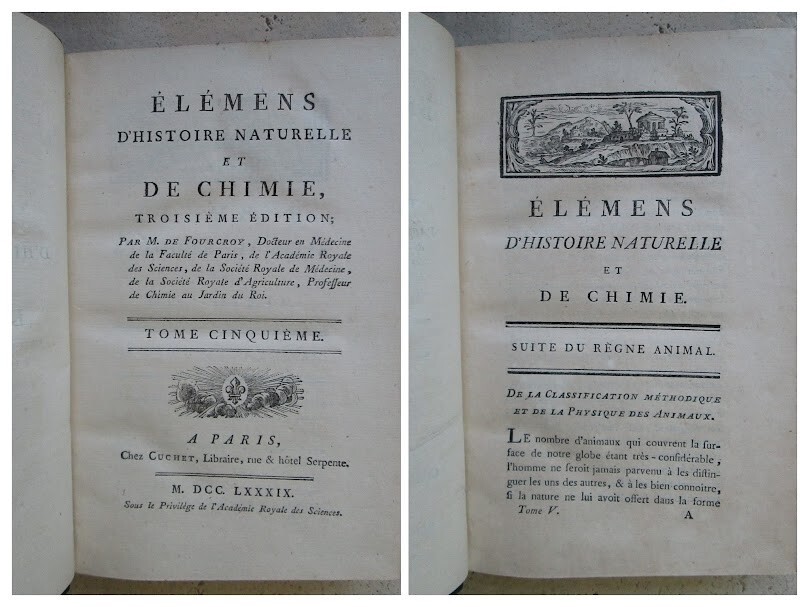 ÉLÉMENS
D'HISTOIRE NATURELLE
ET
DE CHIMIE,
TROISIÉME ÉDITION;
PAR M. DE FOURCROY, Docteur en Médecine
de la Faculté de Paris, de l'Académie Royale
des Sciences, de la Société Royale de Médecine,
de la Société Royale d'Agriculture, Professeur
de Chimie au Jardin du Roi.
TOME CINQUIÈME.
A PARIS,
Chez CUCHET, Libraire, rue & hôtel Serpente.
M. DCC. LXXXIX.
Sous le Privilège de l'Académie Royale des Sciences.
ÉLÉMENS
D'HISTOIRE NATURELLE
ET
DE CHIMIE.
SUITE DU RÈGNE ANIMAL.
DE LA CLASSIFICATION MÉTHODIQUE
ET DE LA PHYSIQUE DES ANIMAUX.
LE nombre d'animaux qui couvrent la sur-
face de notre globe étant très-considérable,
l'homme ne seroit jamais parvenu à les distin-
guer les uns des autres, & à les bien connoître,
si la nature ne lui avoit offert dans la forme
Tome V.
A